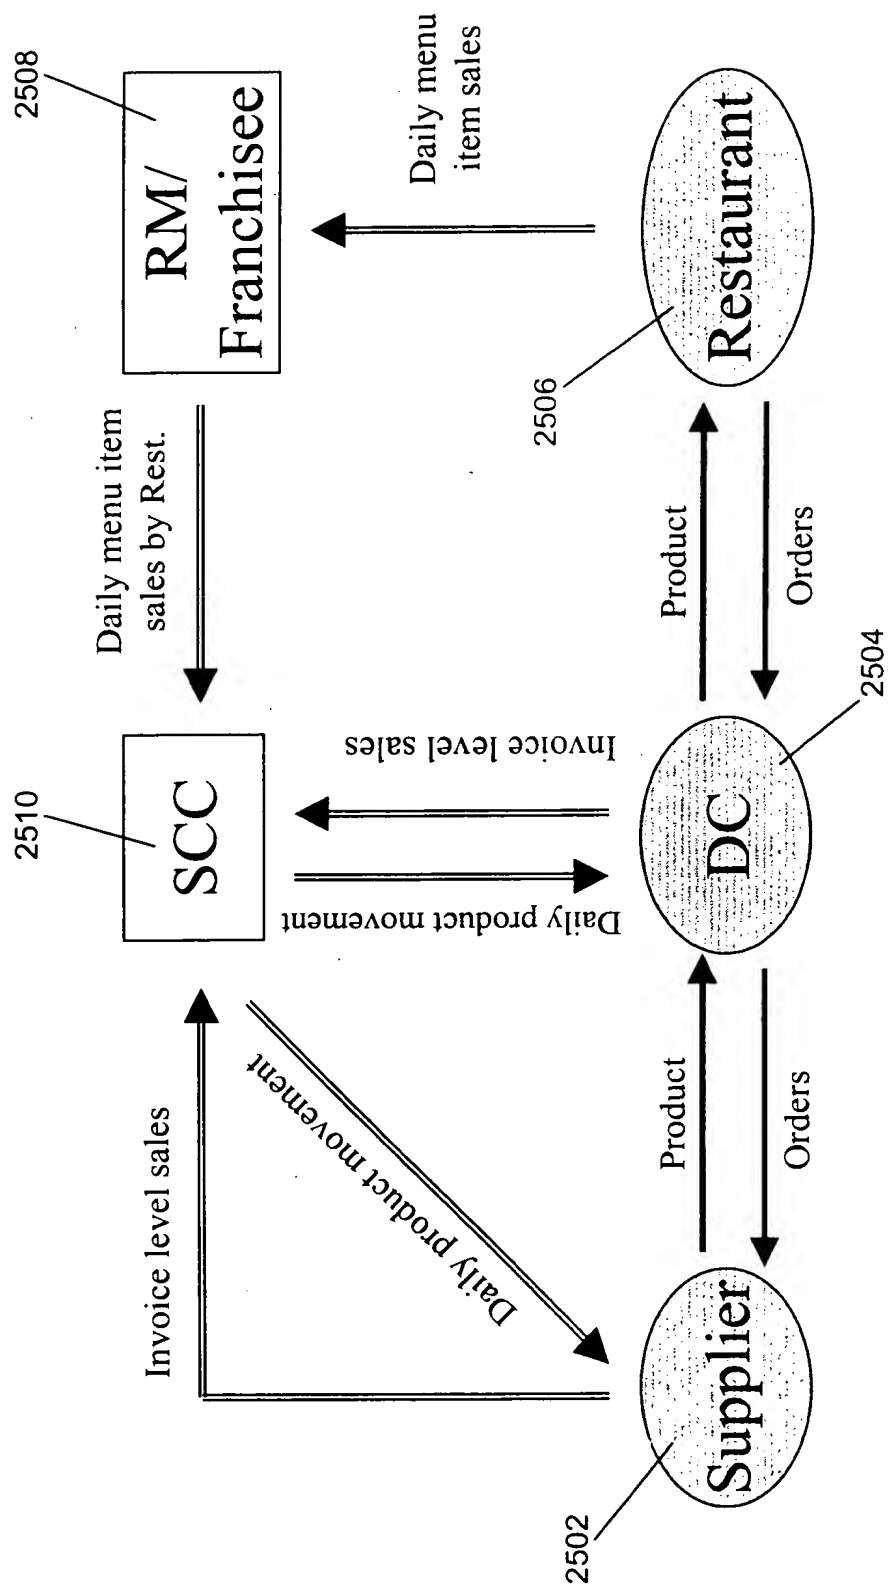 2510
2508
SCC
RM/
Franchisee
Invoice level sales
Daily menu item
sales by Rest.
Daily product movement
Daily product movement
Invoice level sales
Daily menu
item sales
2502
Supplier
Product
Orders
DC
2504
Product
Orders
2506
Restaurant